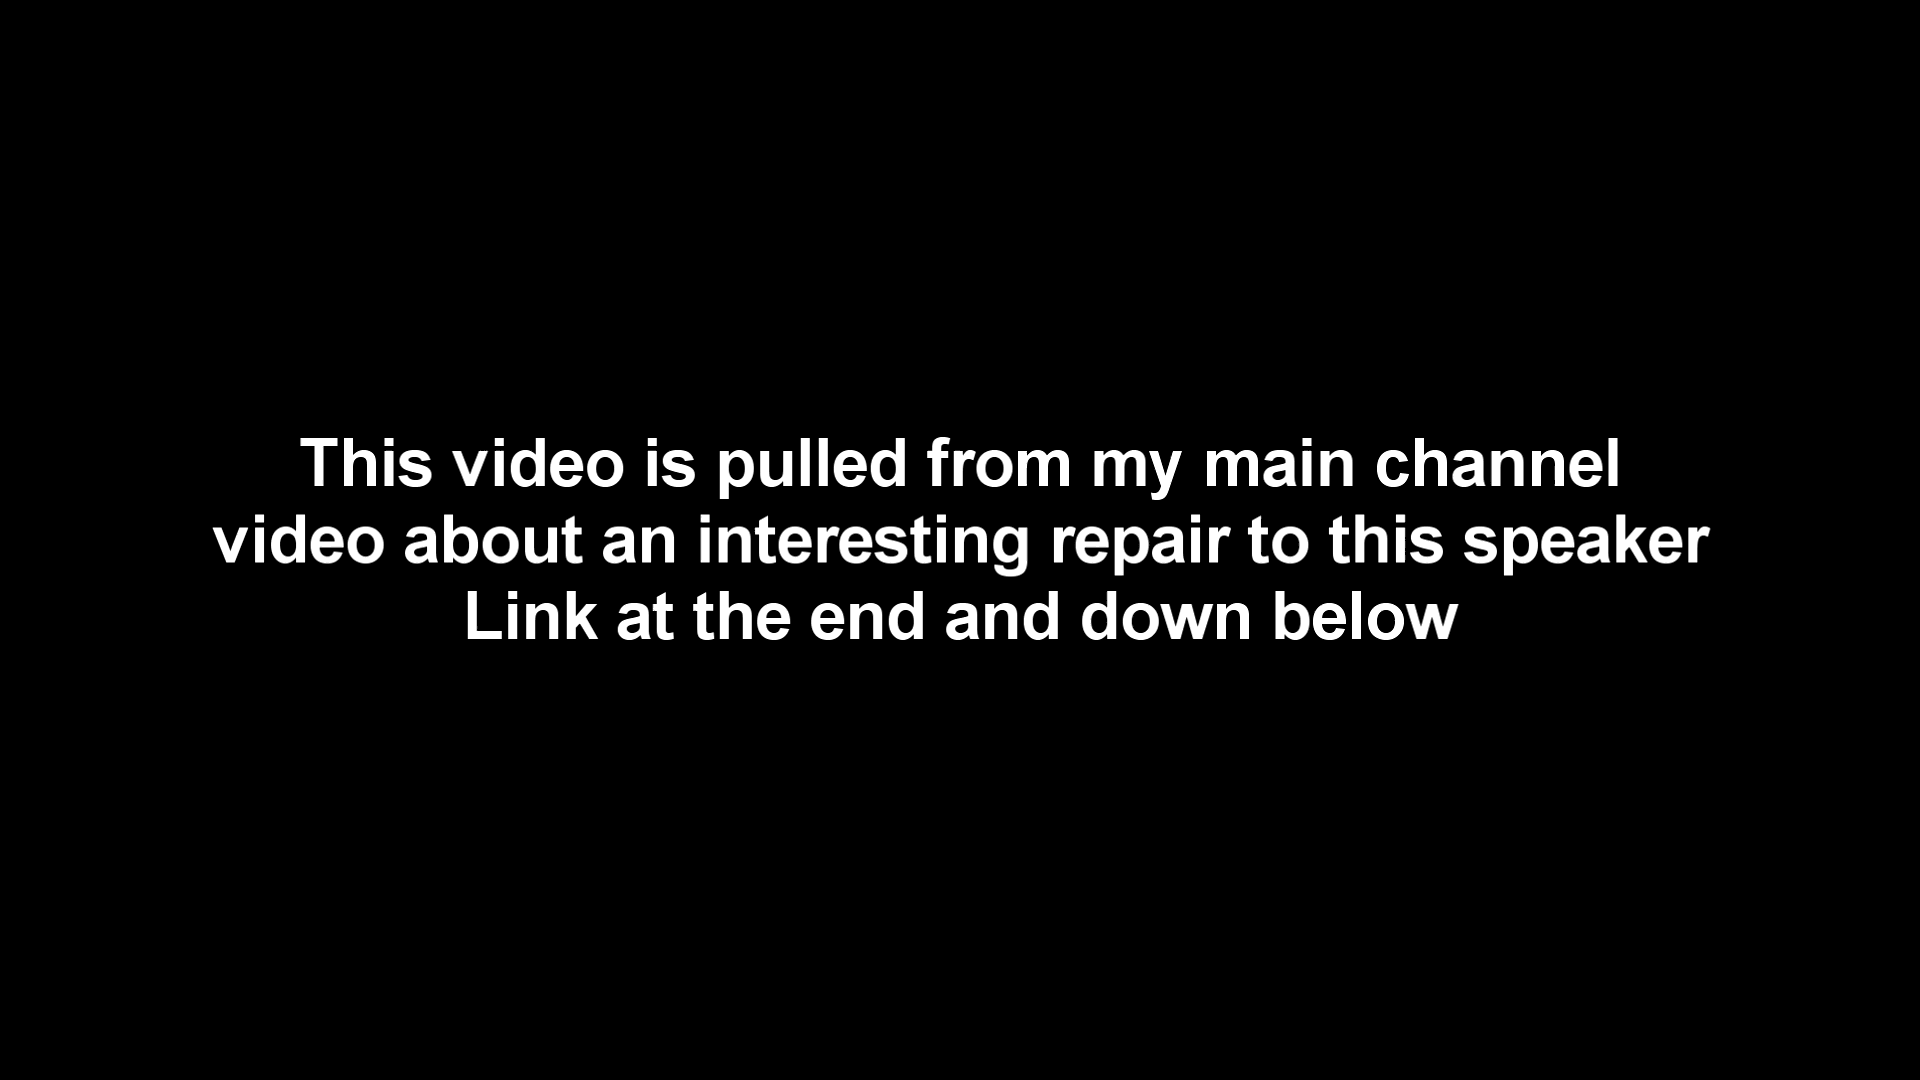 This video is pulled from my main channel
video about an interesting repair to this speaker
Link at the end and down below